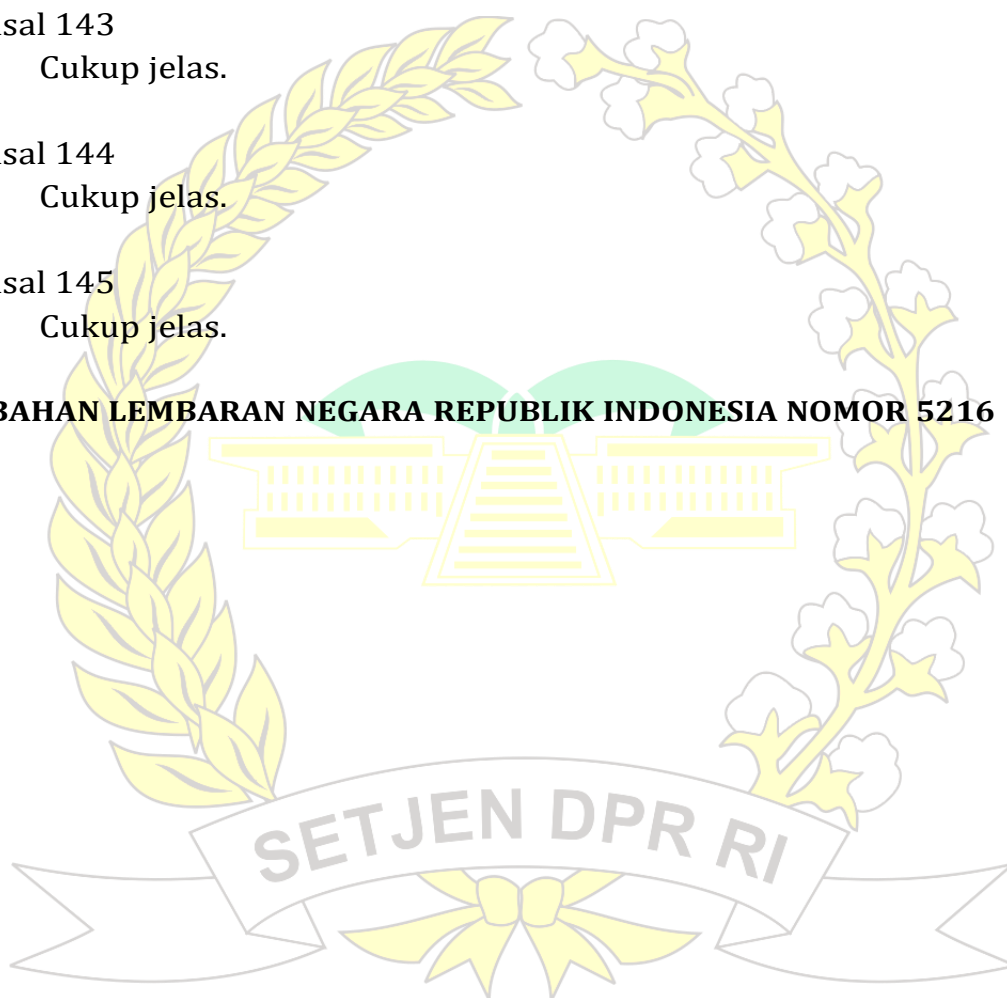 sal 143
Cukup jelas.
sal 144
Cukup jelas.
sal 145
Cukup jelas.
BAHAN LEMBARAN NEGARA REPUBLIK INDONESIA NOMOR 5216
SETJEN DPR RI